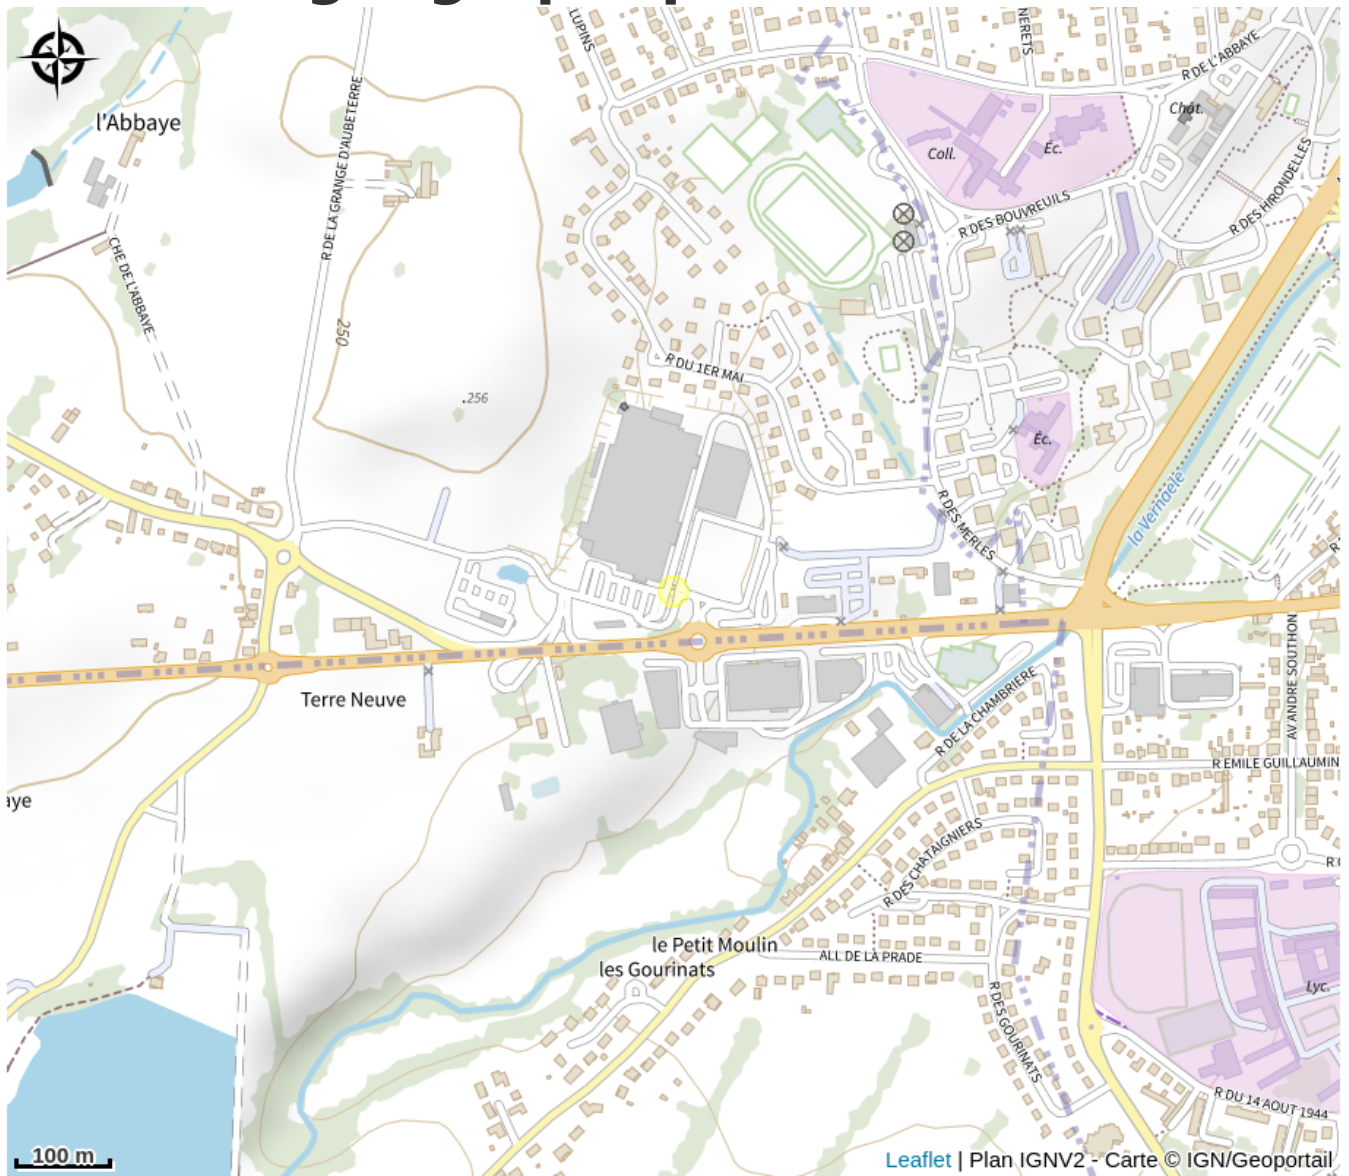 LUPINS
NERETS
R DE L'ABBAYE
l'Abbaye
Chât.
R DE LA GRANGE D'AUBETERRE
Coll.
Éc.
R DES HIRONDELLES
R DES BOUVREUILS
CHE DE L'ABBAYE
250
R DU 1ER MAI
.256
Éc.
la Vernaele
R DES MERLES
Terre Neuve
AV ANDRE SOUTHON
R DE LA CHAMBRIERE
R EMILE GUILLAUMIN
aye
R DES CHATAIGNIERS
le Petit Moulin
ALL DE LA PRADE
les Gourinats
Lyc.
R DES GOURINATS
R DU 14 AOUT 1944
100 m
Leaflet | Plan IGNV2 - Carte © IGN/Geoportail